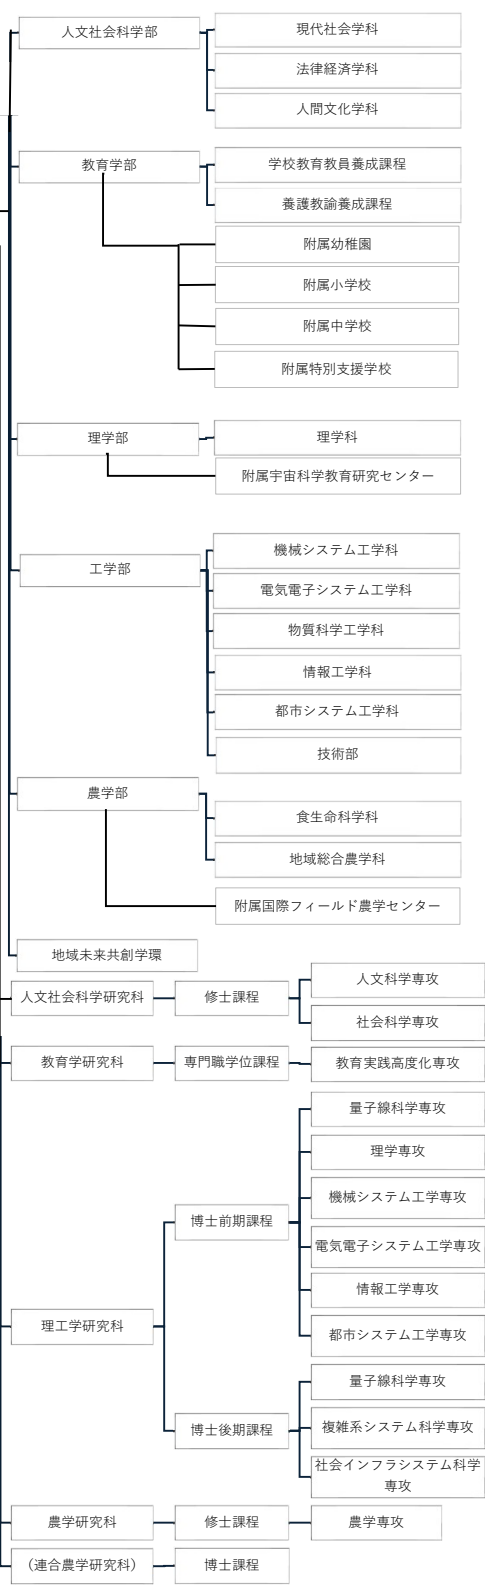 人文社会科学部
現代社会学科
法律経済学科
人間文化学科
教育学部
学校教育教員養成課程
養護教諭養成課程
附属幼稚園
附属小学校
附属中学校
附属特別支援学校
理学部
理学科
附属宇宙科学教育研究センター
工学部
機械システム工学科
電気電子システム工学科
物質科学工学科
情報工学科
都市システム工学科
技術部
農学部
食生命科学科
地域総合農学科
附属国際フィールド農学センター
地域未来共創学環
人文社会科学研究科
修士課程
人文科学専攻
社会科学専攻
教育学研究科
専門職学位課程
教育実践高度化専攻
理工学研究科
博士前期課程
量子線科学専攻
理学専攻
機械システム工学専攻
電気電子システム工学専攻
情報工学専攻
都市システム工学専攻
博士後期課程
量子線科学専攻
複雑系システム科学専攻
社会インフラシステム科学
専攻
農学研究科
修士課程
農学専攻
（連合農学研究科）
博士課程